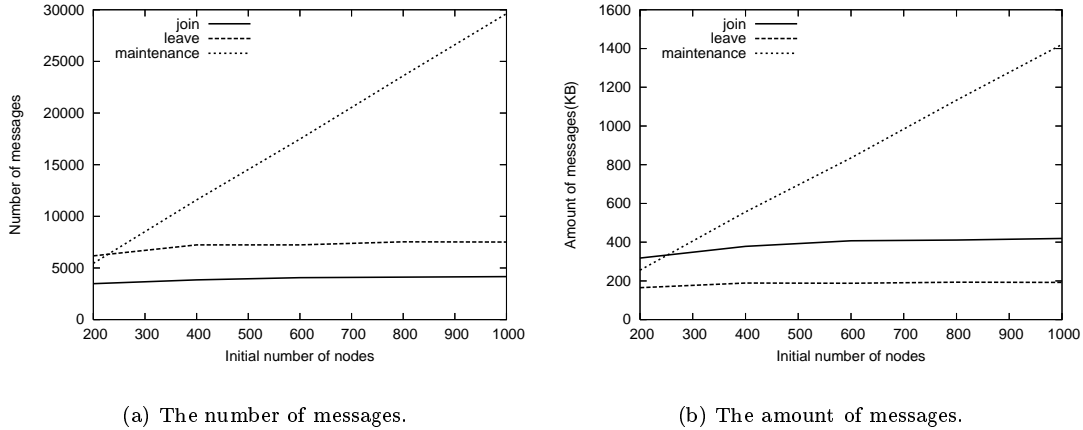 30000
25000
20000
15000
10000
5000
0
Number of messages
join
leave
maintenance
200 300 400 500 600 700 800 900 1000
Initial number of nodes
(a) The number of messages.
1600
1400
1200
1000
800
600
400
200
0
Amount of messages(KB)
join
leave
maintenance
200 300 400 500 600 700 800 900 1000
Initial number of nodes
(b) The amount of messages.